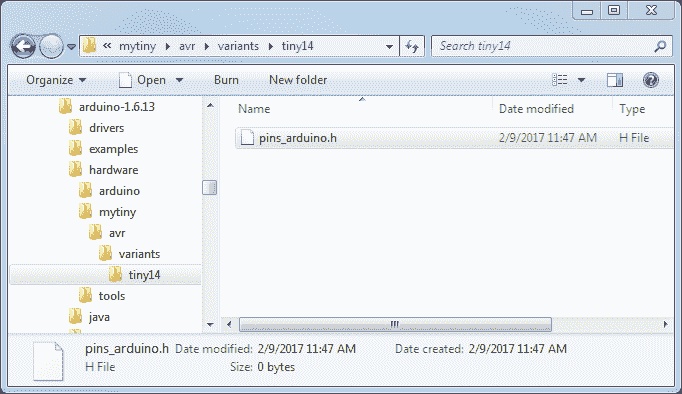 « mytiny ▸ avr ▸ variants ▸ tiny14
Search tiny14
Organize Open Burn New folder
arduino-1.6.13
drivers
examples
hardware
arduino
mytiny
avr
variants
tiny14
tools
java
Name Date modified Type
pins_arduino.h 2/9/2017 11:47 AM H File
pins_arduino.h Date modified: 2/9/2017 11:47 AM Date created: 2/9/2017 11:47 AM
H File Size: 0 bytes